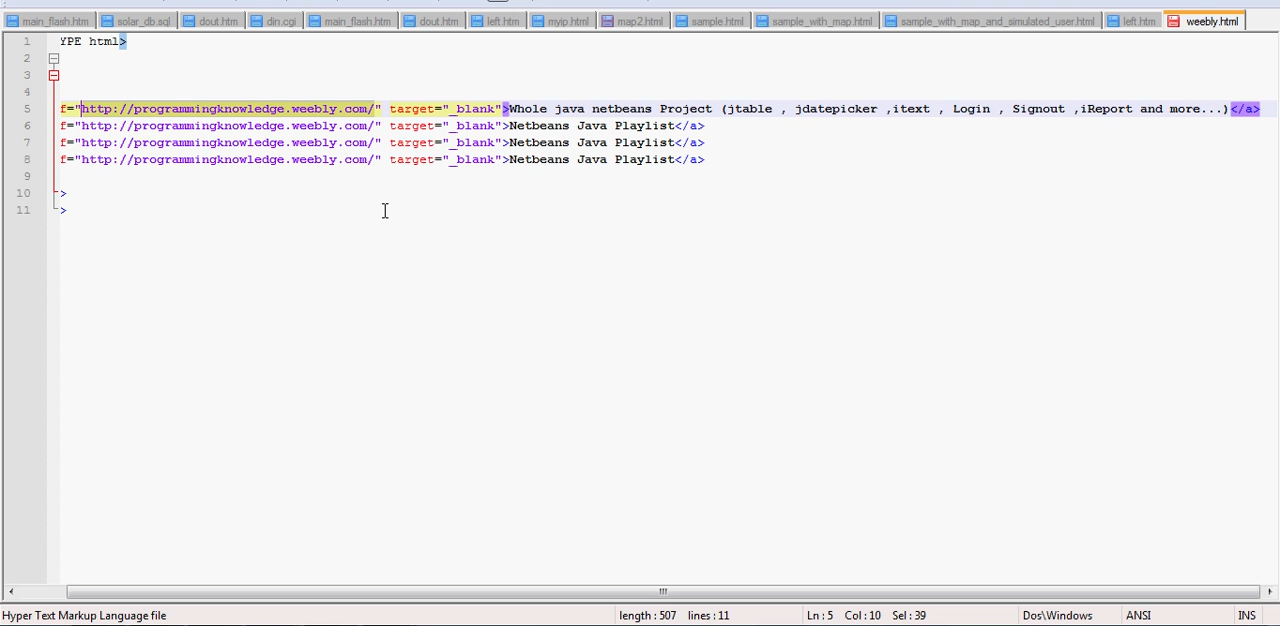 main_flash.htm solar_db.sql dout.htm din.cgi main_flash.htm dout.htm left.htm myip.html map2.html sample.html sample_with_map.html sample_with_map_and_simulated_user.html left.htm weebly.html
1 YPE html>
2
3
4
5 f="http://programmingknowledge.weebly.com/" target="_blank">Whole java netbeans Project (jtable , jdatepicker ,itext , Login , Signout ,iReport and more...)</a>
6 f="http://programmingknowledge.weebly.com/" target="_blank">Netbeans Java Playlist</a>
7 f="http://programmingknowledge.weebly.com/" target="_blank">Netbeans Java Playlist</a>
8 f="http://programmingknowledge.weebly.com/" target="_blank">Netbeans Java Playlist</a>
9
10 >
11 >
Hyper Text Markup Language file length : 507 lines : 11 Ln : 5 Col : 10 Sel : 39 Dos\Windows ANSI INS